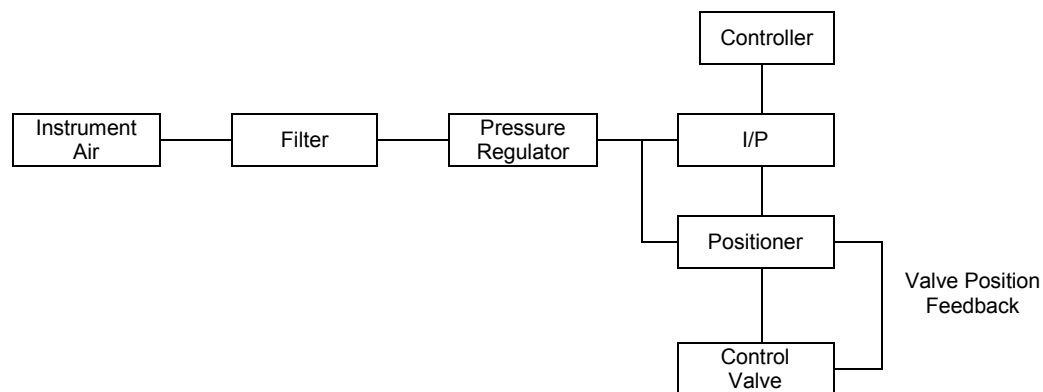 Controller
Instrument
Air
Filter
Pressure
Regulator
I/P
Positioner
Valve Position
Feedback
Control
Valve